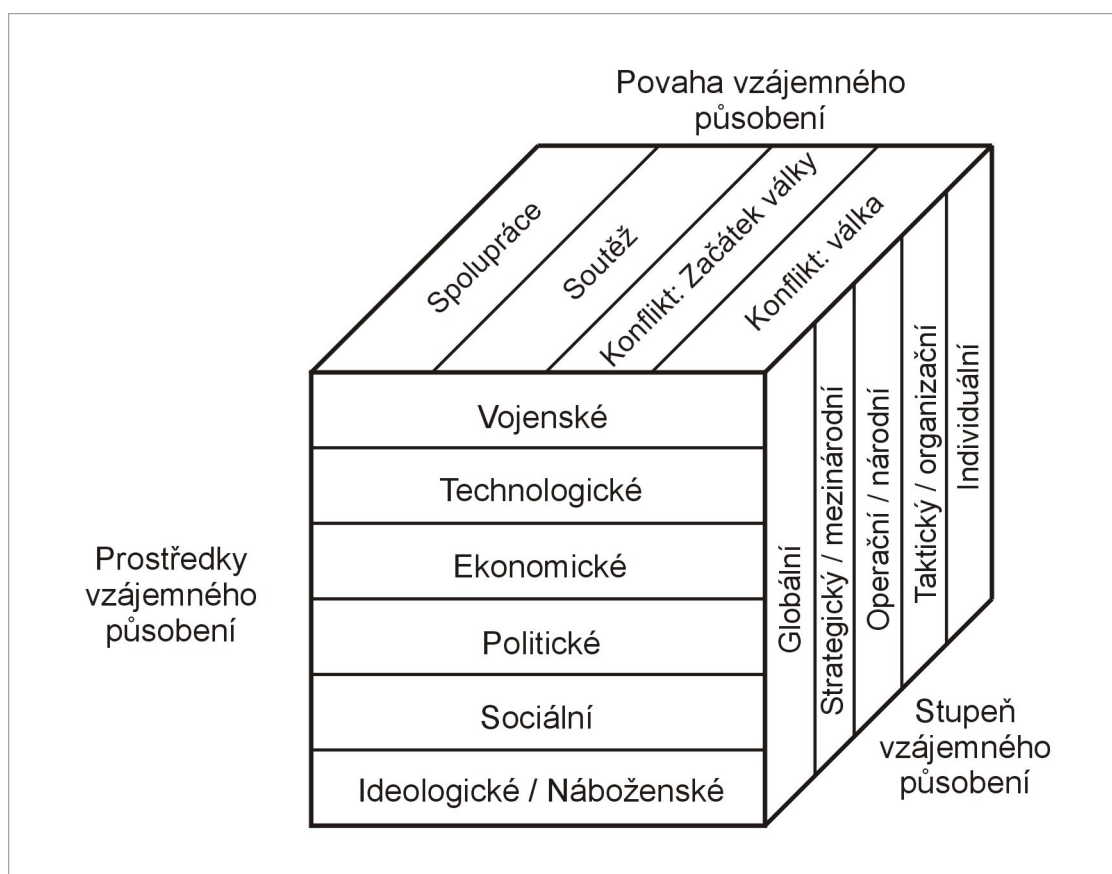 Povaha vzájemného
působení
Spolupráce
Soutěž
Konflikt: Začátek války
Konflikt: válka
Vojenské
Technologické
Ekonomické
Politické
Sociální
Ideologické / Náboženské
Prostředky
vzájemného
působení
Globální
Strategický / mezinárodní
Operační / národní
Taktický / organizační
Individuální
Stupeň
vzájemného
působení